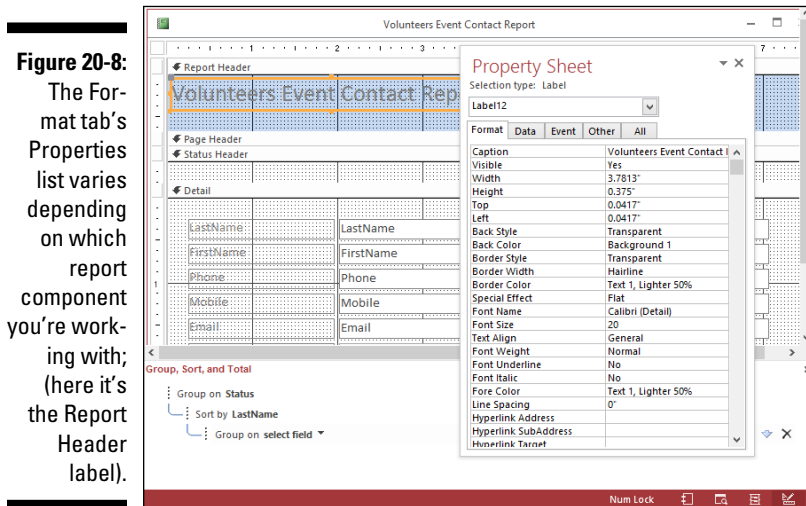 Figure 20-8:
The For-
mat tab's
Properties
list varies
depending
on which
report
component
you're work-
ing with;
(here it's
the Report
Header
label).
Volunteers Event Contact Report
1 2 3 7
Report Header
Volunteers Event Contact Rep
Page Header
Status Header
Detail
LastName LastName
FirstName FirstName
Phone Phone
1
Mobile Mobile
Email Email
Property Sheet
Selection type: Label
Label12
Format Data Event Other All
Caption Volunteers Event Contact
Visible Yes
Width 3.7813"
Height 0.375"
Top 0.0417"
Left 0.0417"
Back Style Transparent
Back Color Background 1
Border Style Transparent
Border Width Hairline
Border Color Text 1, Lighter 50%
Special Effect Flat
Font Name Calibri (Detail)
Font Size 20
Text Align General
Font Weight Normal
Font Underline No
Font Italic No
Fore Color Text 1, Lighter 50%
Line Spacing 0"
Hyperlink Address
Hyperlink SubAddress
Hyperlink Target
Group, Sort, and Total
Group on Status
Sort by LastName
Group on select field
Num Lock